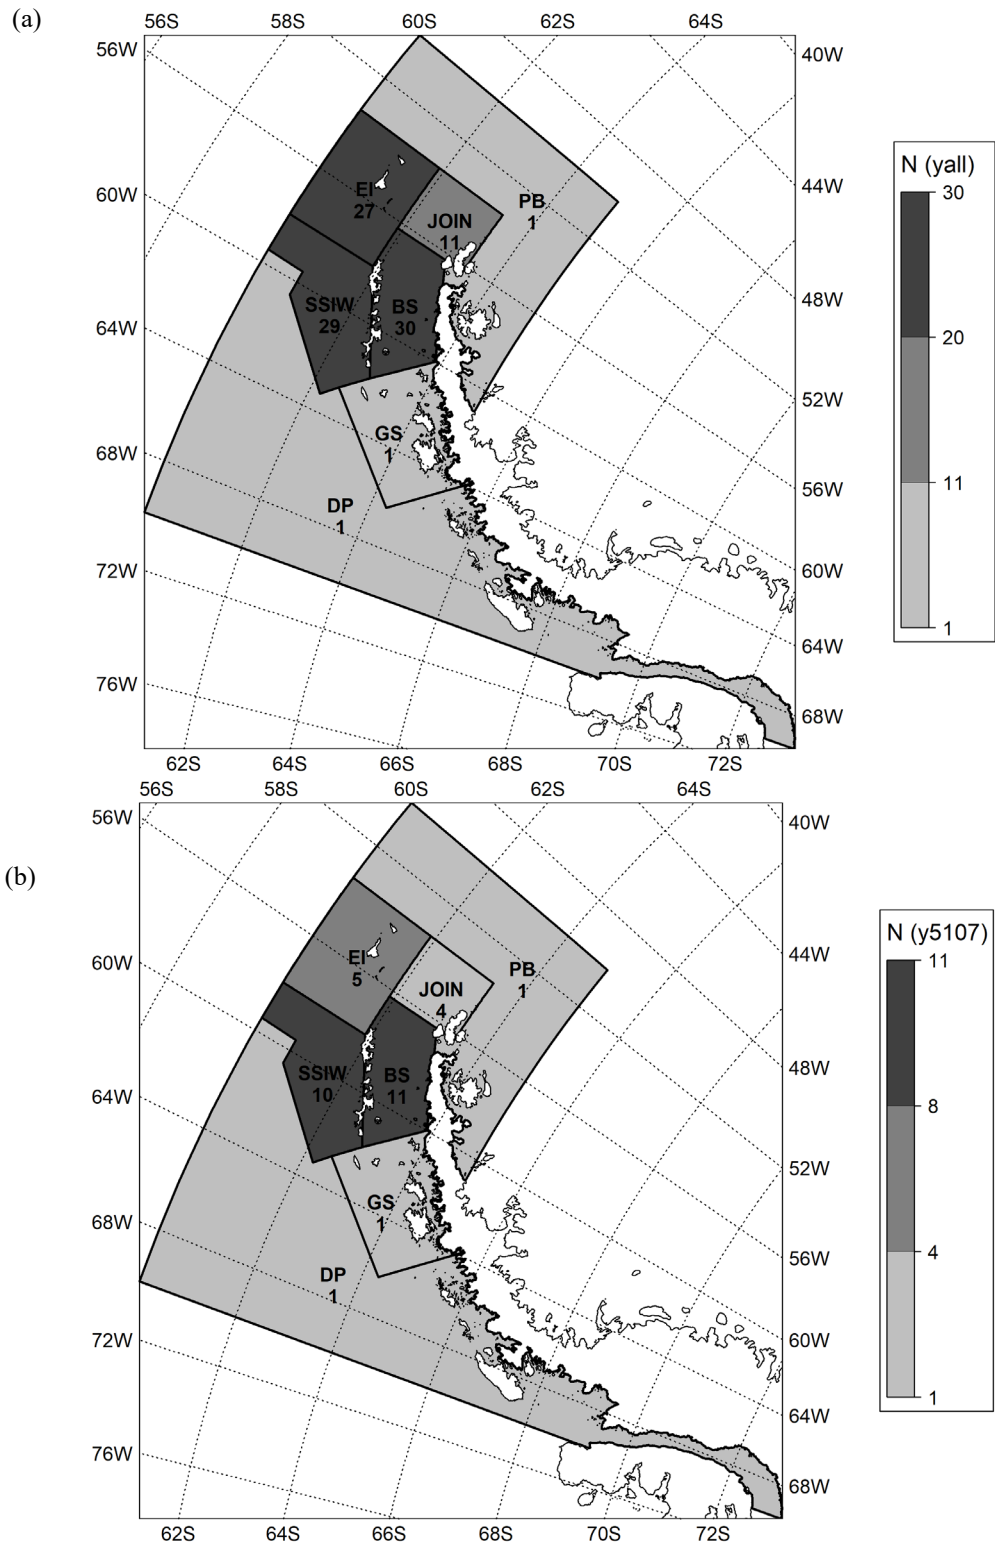 (a)
56S 58S 60S 62S 64S
56W
60W
64W
68W
72W
76W
40W
44W
48W
52W
56W
60W
64W
68W
62S 64S 66S 68S 70S 72S
EI
27
JOIN
11
PB
1
SSIW
29
BS
30
GS
1
DP
1
N (yall)
30
20
11
1
(b)
56S 58S 60S 62S 64S
56W
60W
64W
68W
72W
76W
40W
44W
48W
52W
56W
60W
64W
68W
62S 64S 66S 68S 70S 72S
EI
5
JOIN
4
PB
1
SSIW
10
BS
11
GS
1
DP
1
N (y5107)
11
8
4
1